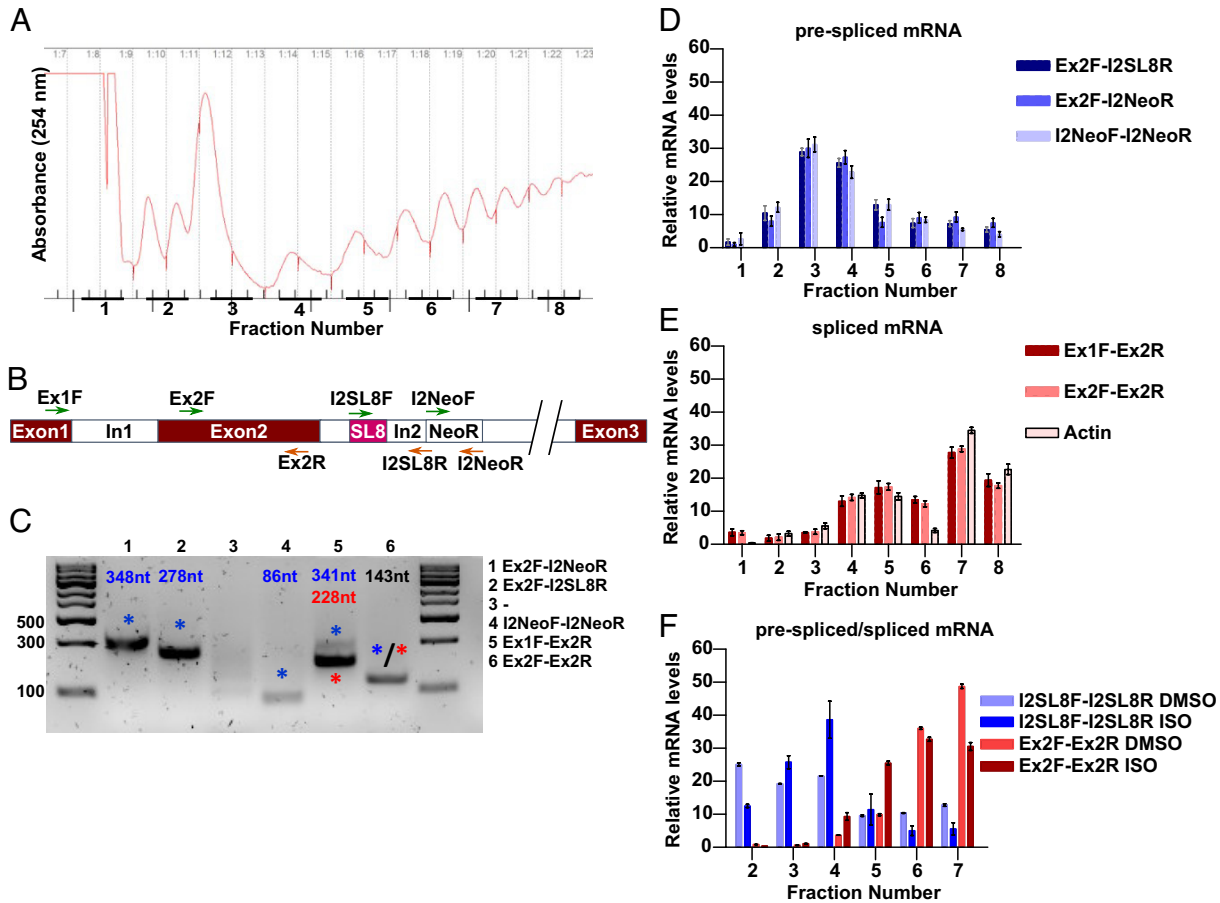 A
1:7 1:8 1:9 1:10 1:11 1:12 1:13 1:14 1:15 1:16 1:17 1:18 1:19 1:20 1:21 1:22 1:23
Absorbance (254 nm)
1 2 3 4 5 6 7 8
Fraction Number
B
Ex1F Ex2F I2SL8F I2NeoF
Exon1 In1 Exon2 SL8 In2 NeoR Exon3
Ex2R I2SL8R I2NeoR
C
1 2 3 4 5 6
348nt 278nt 86nt 341nt 143nt
228nt
* * * * * */*
500
300
100
1 Ex2F-I2NeoR
2 Ex2F-I2SL8R
3 -
4 I2NeoF-I2NeoR
5 Ex1F-Ex2R
6 Ex2F-Ex2R
D
pre-spliced mRNA
Relative mRNA levels
60
50
40
30
20
10
0
1 2 3 4 5 6 7 8
Fraction Number
Ex2F-I2SL8R
Ex2F-I2NeoR
I2NeoF-I2NeoR
E
spliced mRNA
Relative mRNA levels
60
50
40
30
20
10
0
1 2 3 4 5 6 7 8
Fraction Number
Ex1F-Ex2R
Ex2F-Ex2R
Actin
F
pre-spliced/spliced mRNA
Relative mRNA levels
60
50
40
30
20
10
0
2 3 4 5 6 7
Fraction Number
I2SL8F-I2SL8R DMSO
I2SL8F-I2SL8R ISO
Ex2F-Ex2R DMSO
Ex2F-Ex2R ISO